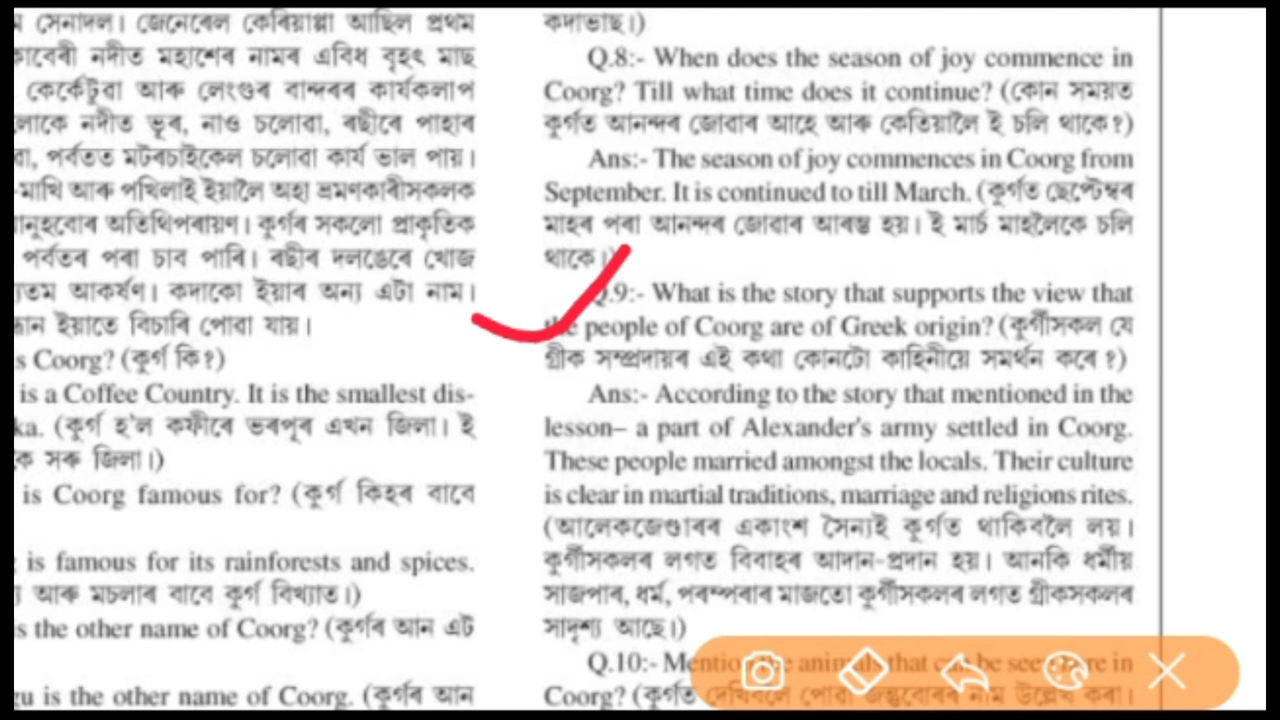 ম সেনাদল। জেনেৰেল কেৰিয়াপ্পা আছিল প্ৰথম
কাবেৰী নদীত মহাশেৰ নামৰ এবিধ বৃহৎ মাছ
কেৰ্কেটুৱা আৰু লেংগুৰ বান্দৰৰ কাৰ্যকলাপ
লোকে নদীত ভূৰ, নাও চলোৱা, ৰছীৰে পাহাৰ
ৱা, পৰ্বতত মটৰচাইকেল চলোৱা কাৰ্য ভাল পায়।
-মাখি আৰু পখিলাই ইয়ালৈ অহা ভ্ৰমণকাৰীসকলক
ানুহবোৰ অতিথিপৰায়ণ। কুৰ্গৰ সকলো প্ৰাকৃতিক
পৰ্বতৰ পৰা চাব পাৰি। ৰছীৰ দলঙেৰে খোজ
্যতম আকৰ্ষণ। কদাকো ইয়াৰ অন্য এটা নাম।
ধান ইয়াতে বিচাৰি পোৱা যায়।
s Coorg? (কুৰ্গ কি?)
is a Coffee Country. It is the smallest dis-
ka. (কুৰ্গ হ'ল কফীৰে ভৰপূৰ এখন জিলা। ই
কে সৰু জিলা।)
is Coorg famous for? (কুৰ্গ কিহৰ বাবে
is famous for its rainforests and spices.
আৰু মচলাৰ বাবে কুৰ্গ বিখ্যাত।)
s the other name of Coorg? (কুৰ্গৰ আন এটা
gu is the other name of Coorg. (কুৰ্গৰ আন
কদাভাছ।)
Q.8:- When does the season of joy commence in
Coorg? Till what time does it continue? (কোন সময়ত
কুৰ্গত আনন্দৰ জোৱাৰ আহে আৰু কেতিয়ালৈ ই চলি থাকে?)
Ans:- The season of joy commences in Coorg from
September. It is continued to till March. (কুৰ্গত ছেপ্টেম্বৰ
মাহৰ পৰা আনন্দৰ জোৱাৰ আৰম্ভ হয়। ই মাৰ্চ মাহলৈকে চলি
থাকে।)
Q.9:- What is the story that supports the view that
the people of Coorg are of Greek origin? (কুৰ্গীসকল যে
গ্ৰীক সম্প্ৰদায়ৰ এই কথা কোনটো কাহিনীয়ে সমৰ্থন কৰে?)
Ans:- According to the story that mentioned in the
lesson– a part of Alexander's army settled in Coorg.
These people married amongst the locals. Their culture
is clear in martial traditions, marriage and religions rites.
(আলেকজেণ্ডাৰৰ একাংশ সৈন্যই কুৰ্গত থাকিবলৈ লয়।
কুৰ্গীসকলৰ লগত বিবাহৰ আদান-প্ৰদান হয়। আনকি ধৰ্মীয়
সাজপাৰ, ধৰ্ম, পৰম্পৰাৰ মাজতো কুৰ্গীসকলৰ লগত গ্ৰীকসকলৰ
সাদৃশ্য আছে।)
Q.10:- Mention the animals that can be seen here in
Coorg? (কুৰ্গত দেখিবলৈ পোৱা জন্তুবোৰৰ নাম উল্লেখ কৰা।